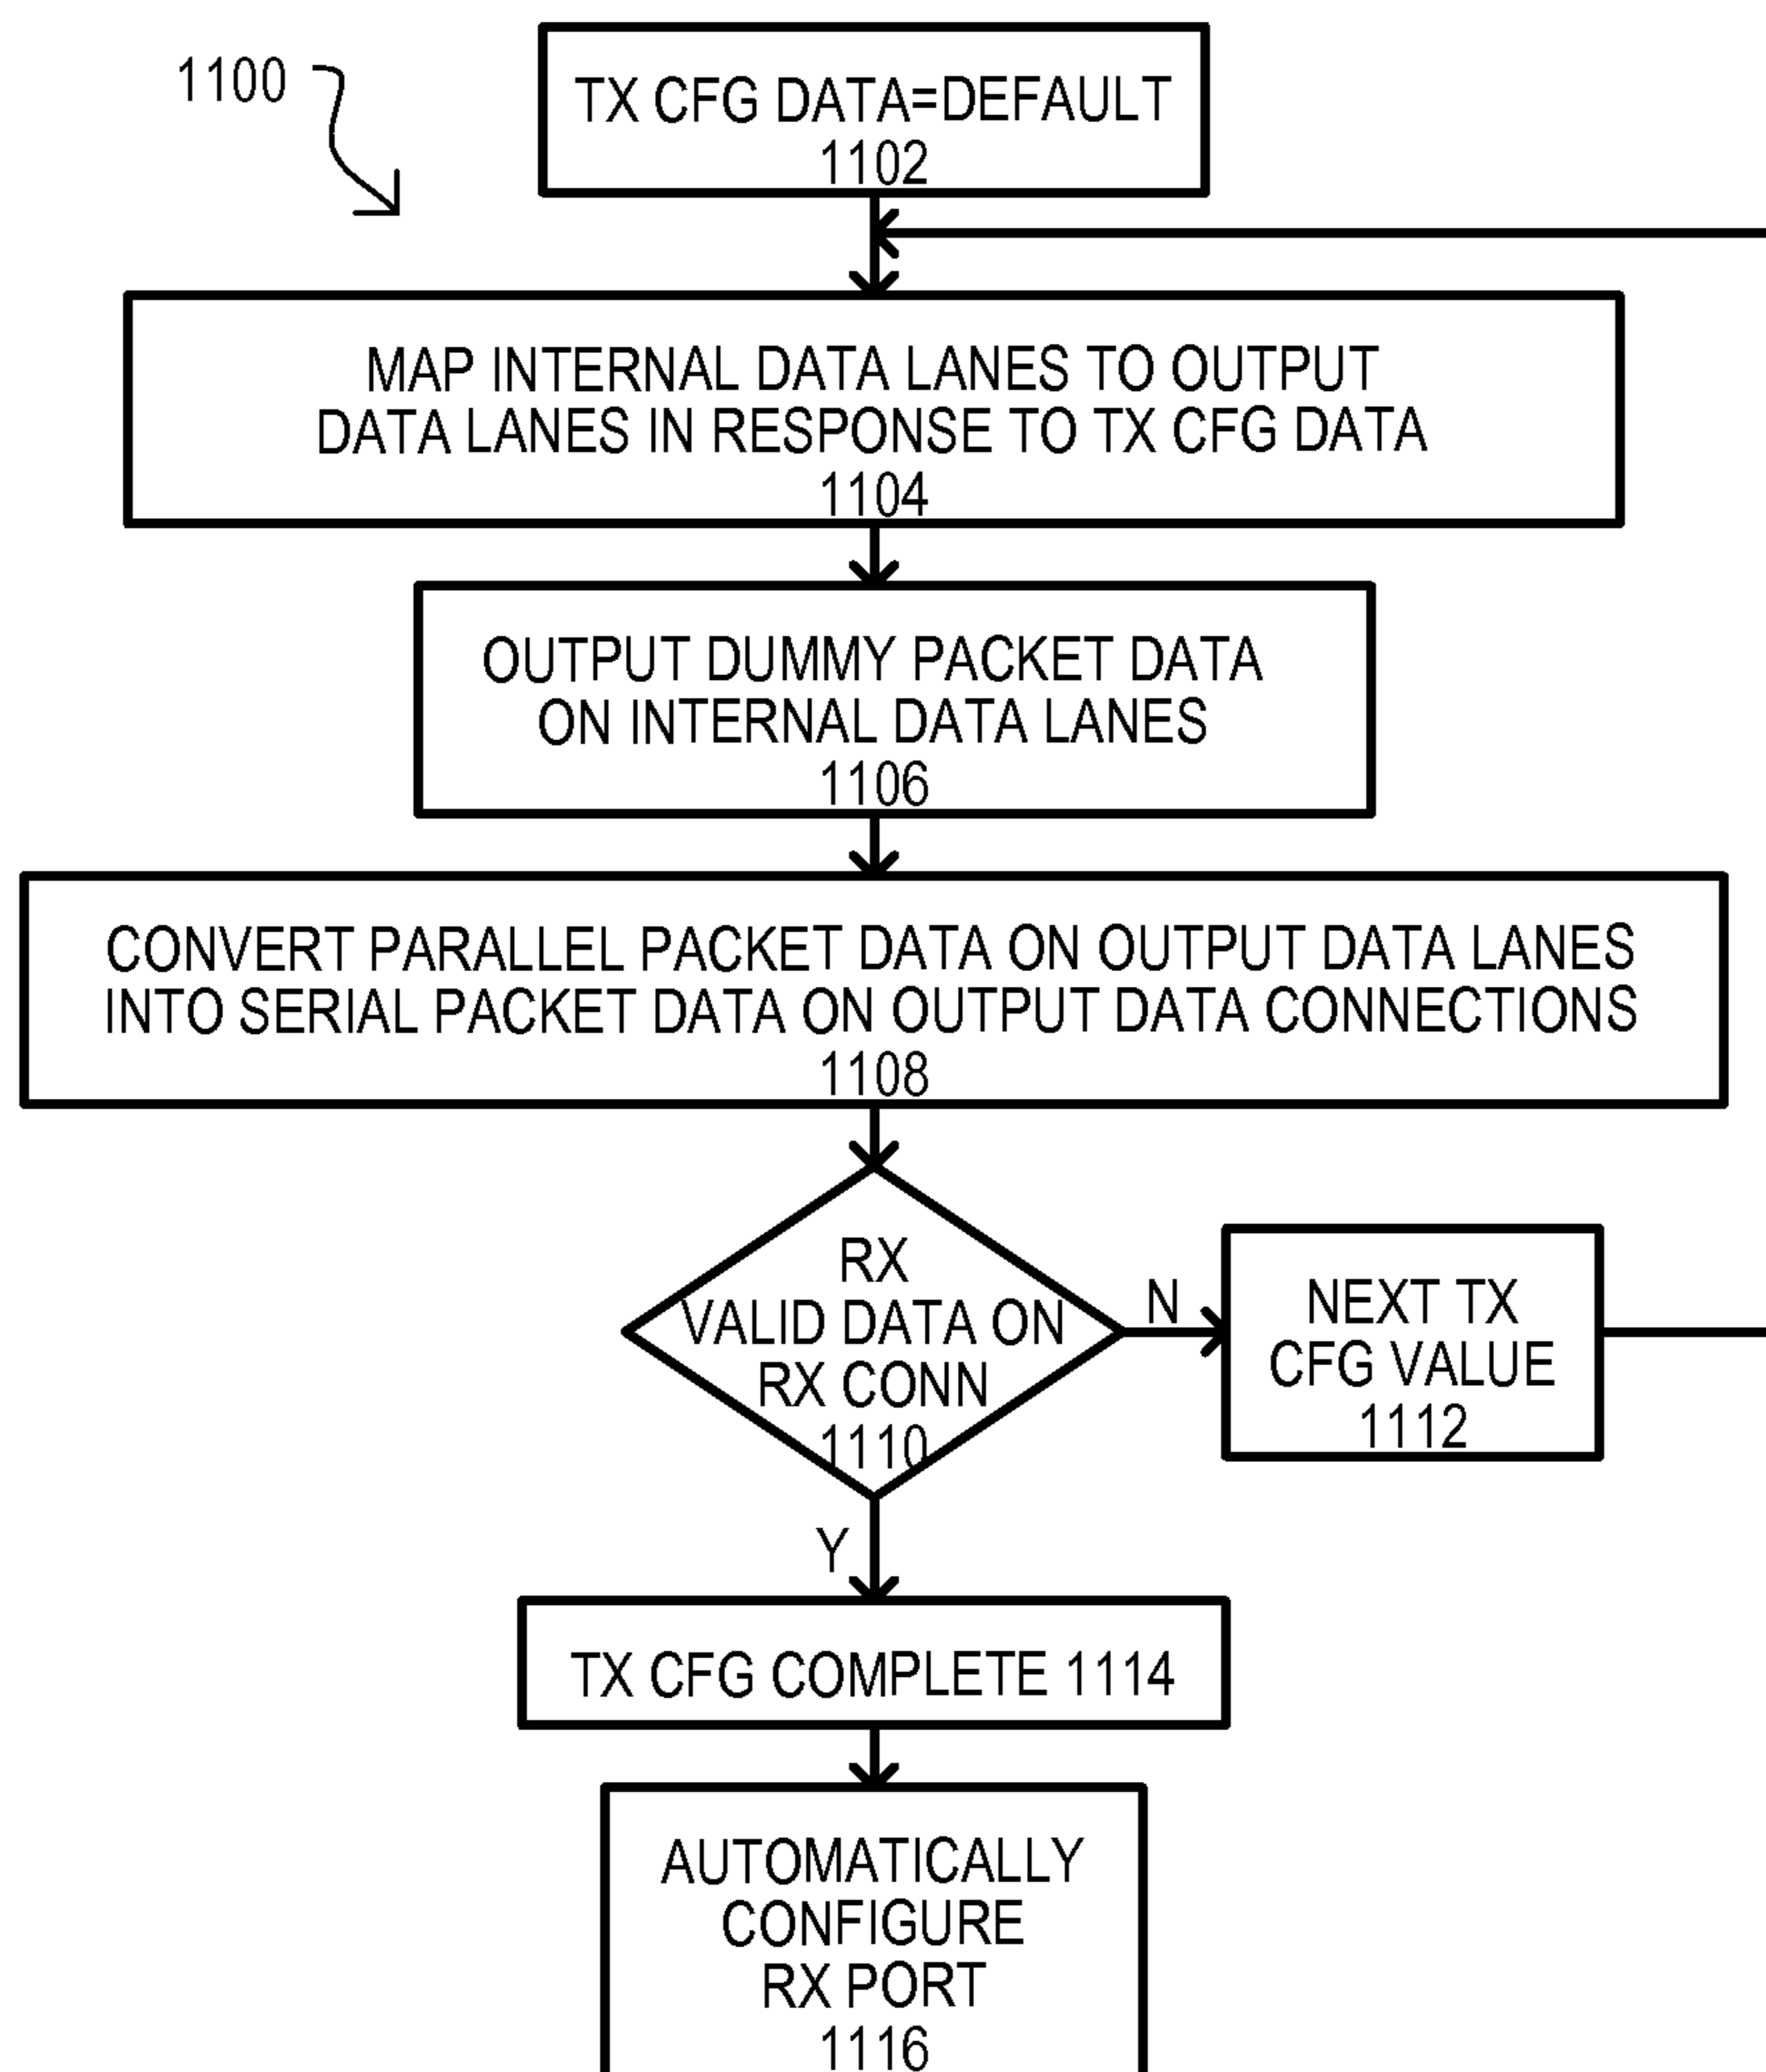 1100
TX CFG DATA=DEFAULT
1102
MAP INTERNAL DATA LANES TO OUTPUT
DATA LANES IN RESPONSE TO TX CFG DATA
1104
OUTPUT DUMMY PACKET DATA
ON INTERNAL DATA LANES
1106
CONVERT PARALLEL PACKET DATA ON OUTPUT DATA LANES
INTO SERIAL PACKET DATA ON OUTPUT DATA CONNECTIONS
1108
RX
VALID DATA ON
RX CONN
1110
N
NEXT TX
CFG VALUE
1112
Y
TX CFG COMPLETE 1114
AUTOMATICALLY
CONFIGURE
RX PORT
1116